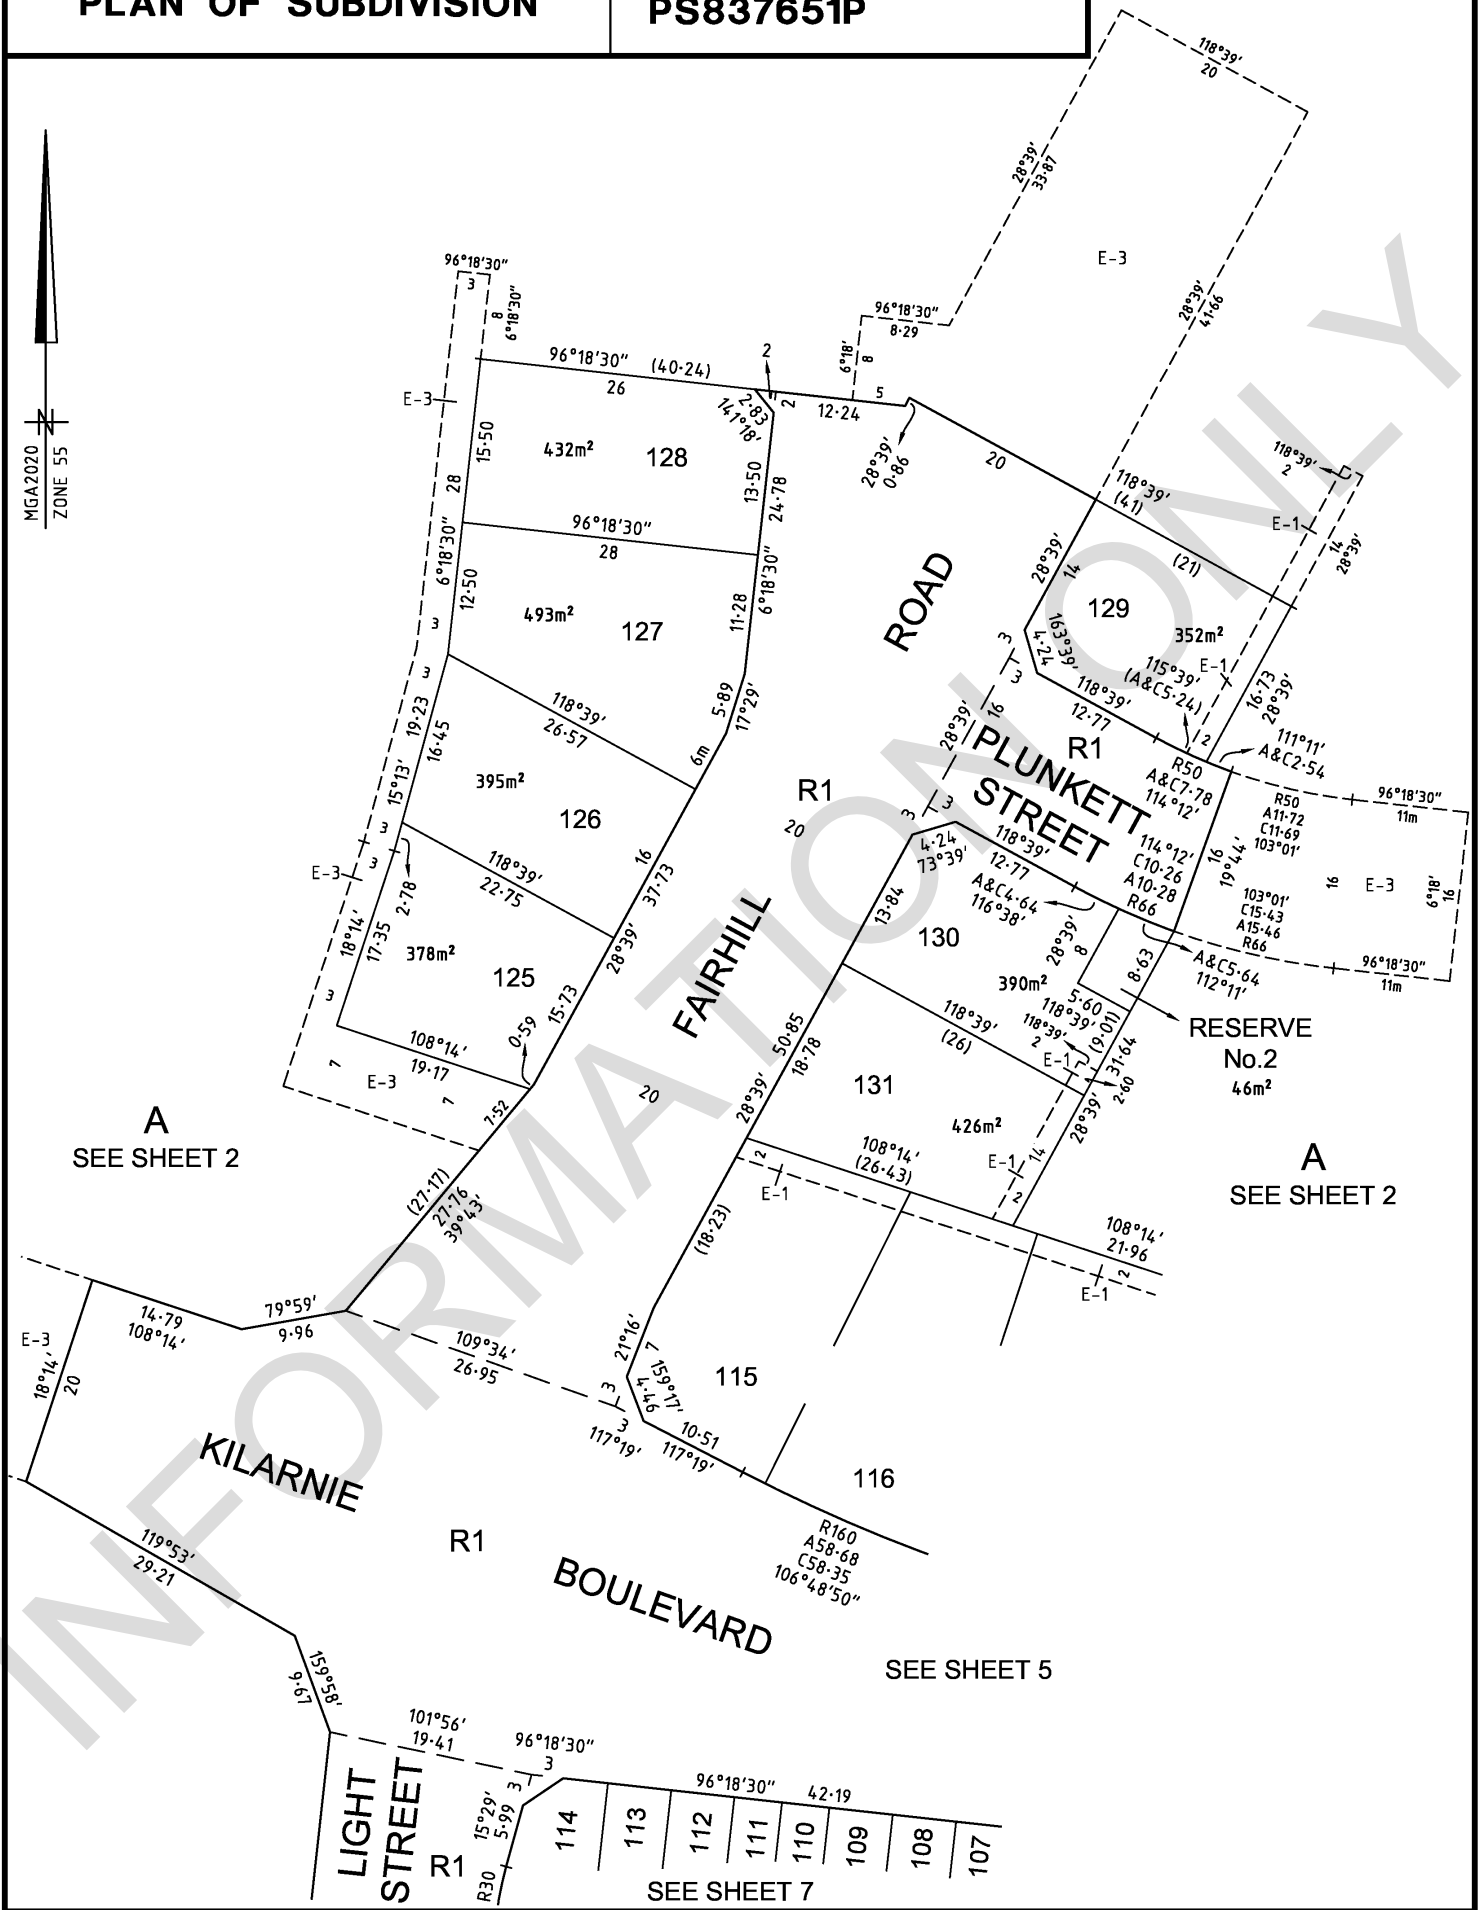 PLAN OF SUBDIVISION
PS837651P
118°39'
20
28°39'
33·87
E-3
28°39'
41·66
MGA2020
ZONE 55
N
96°18'30"
3
8
6°18'30"
96°18'30"
8·29
6°18'
8
96°18'30" (40·24)
26
2
2
2·83
141°18'
12·24
5
28°39'
0·86
20
118°39'
(41)
(21)
118°39'
2
E-1
14
28°39'
E-3
15·50
28
432m²
128
13·50
24·78
96°18'30"
28
6°18'30"
12·50
3
493m²
127
11·28
6°18'30"
ROAD
28°39'
14
129
352m²
163°39'
4·24
115°39'
(A&C5·24)
E-1
118°39'
12·77
2
16·73
28°39'
3
3
16
28°39'
3
3
3
19·23
16·45
15°13'
118°39'
26·57
5·89
17°29'
6m
395m²
126
R1
20
R1
PLUNKETT
STREET
R50
A&C7·78
114°12'
111°11'
A&C2·54
R50
A11·72
C11·69
103°01'
96°18'30"
11m
16
19°44'
16
E-3
6°18'
16
103°01'
C15·43
A15·46
R66
96°18'30"
11m
114°12'
C10·26
A10·28
R66
A&C5·64
112°11'
3
3
E-3
2·78
118°39'
22·75
16
37·73
28°39'
4·24
73°39'
118°39'
12·77
A&C4·64
116°38'
13·84
130
390m²
28°39'
8
8·63
5·60
118°39'
(9·01)
118°39'
2
E-1
31·64
2·60
28°39'
RESERVE
No.2
46m²
18°14'
17·35
378m²
125
15·73
0·59
3
7
108°14'
19·17
E-3
7
7·52
FAIRHILL
20
118°39'
(26)
50·85
18·78
28°39'
131
426m²
E-1
14
2
108°14'
(26·43)
2
E-1
A
SEE SHEET 2
A
SEE SHEET 2
(27·17)
27·76
39°43'
(18·23)
108°14'
21·96
2
E-1
14·79
108°14'
79°59'
9·96
E-3
18°14'
20
109°34'
26·95
21°16'
7
159°17'
4·46
3
3
117°19'
10·51
117°19'
115
116
KILARNIE
R1
BOULEVARD
R160
A58·68
C58·35
106°48'50"
119°53'
29·21
159°58'
9·67
SEE SHEET 5
101°56'
19·41
96°18'30"
3
3
15°29'
5·99
R30
LIGHT
STREET
R1
96°18'30" 42·19
114
113
112
111
110
109
108
107
SEE SHEET 7
INFORMATION ONLY